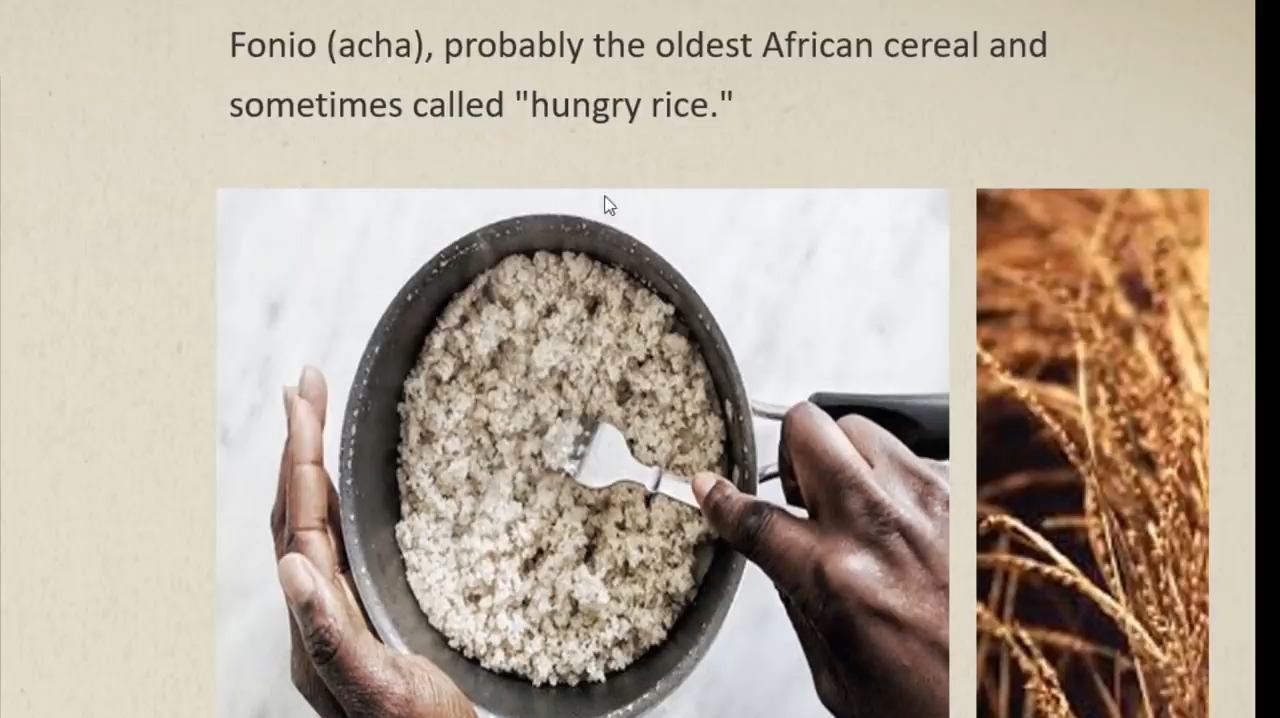 Fonio (acha), probably the oldest African cereal and
sometimes called "hungry rice."